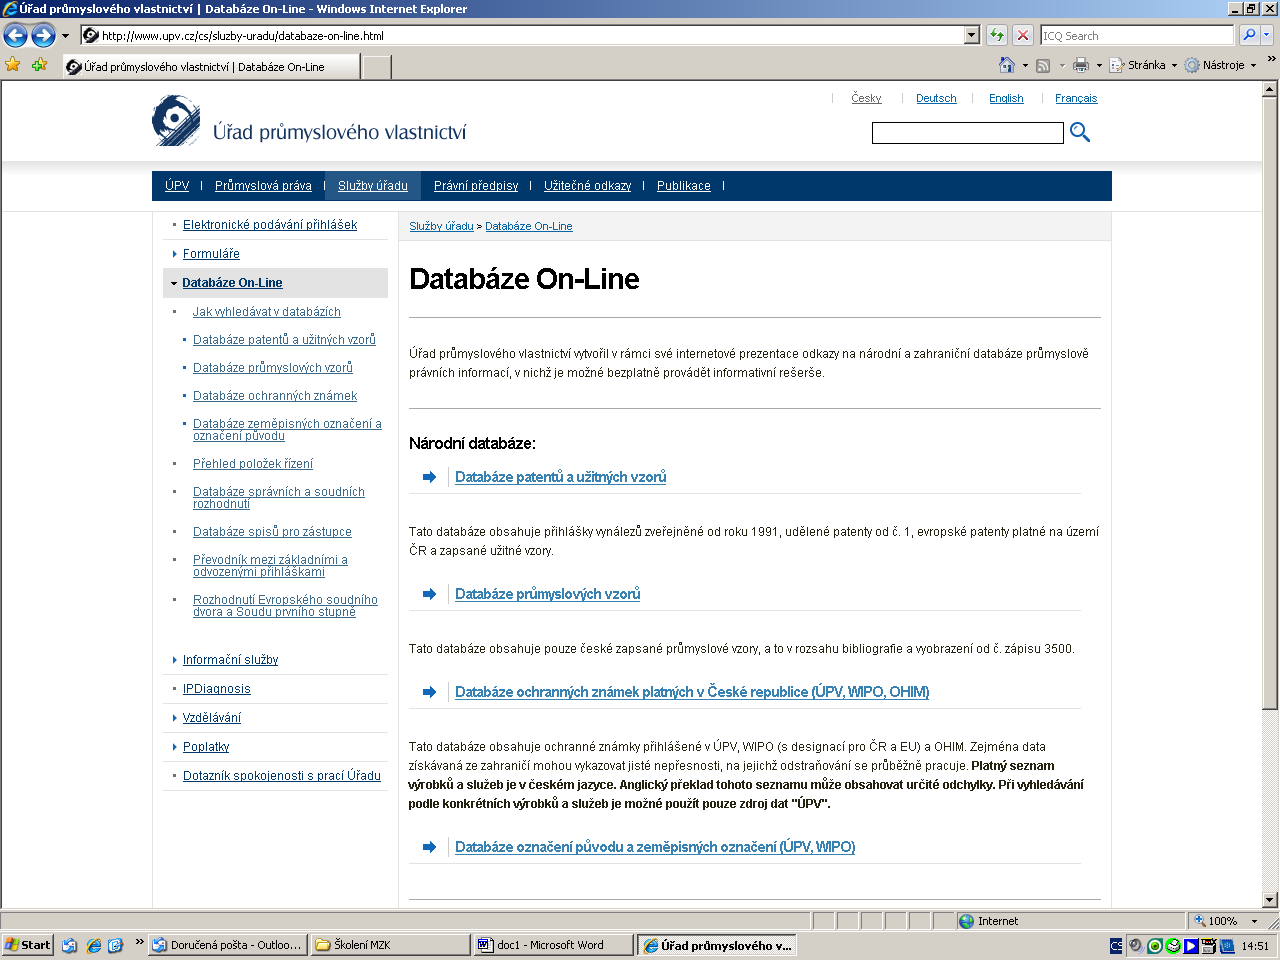 Úřad průmyslového vlastnictví | Databáze On-Line - Windows Internet Explorer
http://www.upv.cz/cs/sluzby-uradu/databaze-on-line.html
ICQ Search
Úřad průmyslového vlastnictví | Databáze On-Line
Stránka
Nástroje
Česky
Deutsch
English
Français
Úřad průmyslového vlastnictví
ÚPV
Průmyslová práva
Služby úřadu
Právní předpisy
Užitečné odkazy
Publikace
Elektronické podávání přihlášek
Formuláře
Databáze On-Line
Jak vyhledávat v databázích
Databáze patentů a užitných vzorů
Databáze průmyslových vzorů
Databáze ochranných známek
Databáze zeměpisných označení a
označení původu
Přehled položek řízení
Databáze správních a soudních
rozhodnutí
Databáze spisů pro zástupce
Převodník mezi základními a
odvozenými přihláškami
Rozhodnutí Evropského soudního
dvora a Soudu prvního stupně
Informační služby
IPDiagnosis
Vzdělávání
Poplatky
Dotazník spokojenosti s prací Úřadu
Služby úřadu > Databáze On-Line
Databáze On-Line
Úřad průmyslového vlastnictví vytvořil v rámci své internetové prezentace odkazy na národní a zahraniční databáze průmyslově
právních informací, v nichž je možné bezplatně provádět informativní rešerše.
Národní databáze:
Databáze patentů a užitných vzorů
Tato databáze obsahuje přihlášky vynálezů zveřejněné od roku 1991, udělené patenty od č. 1, evropské patenty platné na území
ČR a zapsané užitné vzory.
Databáze průmyslových vzorů
Tato databáze obsahuje pouze české zapsané průmyslové vzory, a to v rozsahu bibliografie a vyobrazení od č. zápisu 3500.
Databáze ochranných známek platných v České republice (ÚPV, WIPO, OHIM)
Tato databáze obsahuje ochranné známky přihlášené v ÚPV, WIPO (s designací pro ČR a EU) a OHIM. Zejména data
získávaná ze zahraničí mohou vykazovat jisté nepřesnosti, na jejichž odstraňování se průběžně pracuje. Platný seznam
výrobků a služeb je v českém jazyce. Anglický překlad tohoto seznamu může obsahovat určité odchylky. Při vyhledávání
podle konkrétních výrobků a služeb je možné použít pouze zdroj dat "ÚPV".
Databáze označení původu a zeměpisných označení (ÚPV, WIPO)
Internet
100%
Start
»
Doručená pošta - Outloo...
Školení MZK
doc1 - Microsoft Word
Úřad průmyslového v...
CS
14:51